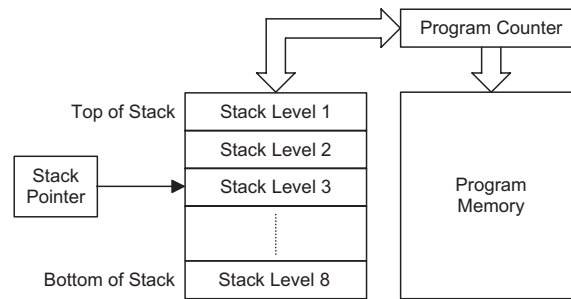 Program Counter
Top of Stack
Stack Level 1
Stack Level 2
Stack
Pointer
Stack Level 3
Program
Memory
Bottom of Stack
Stack Level 8